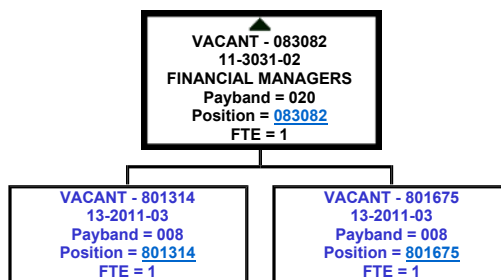 VACANT - 083082
11-3031-02
FINANCIAL MANAGERS
Payband = 020
Position = 083082
FTE = 1
VACANT - 801314
13-2011-03
Payband = 008
Position = 801314
FTE = 1
VACANT - 801675
13-2011-03
Payband = 008
Position = 801675
FTE = 1